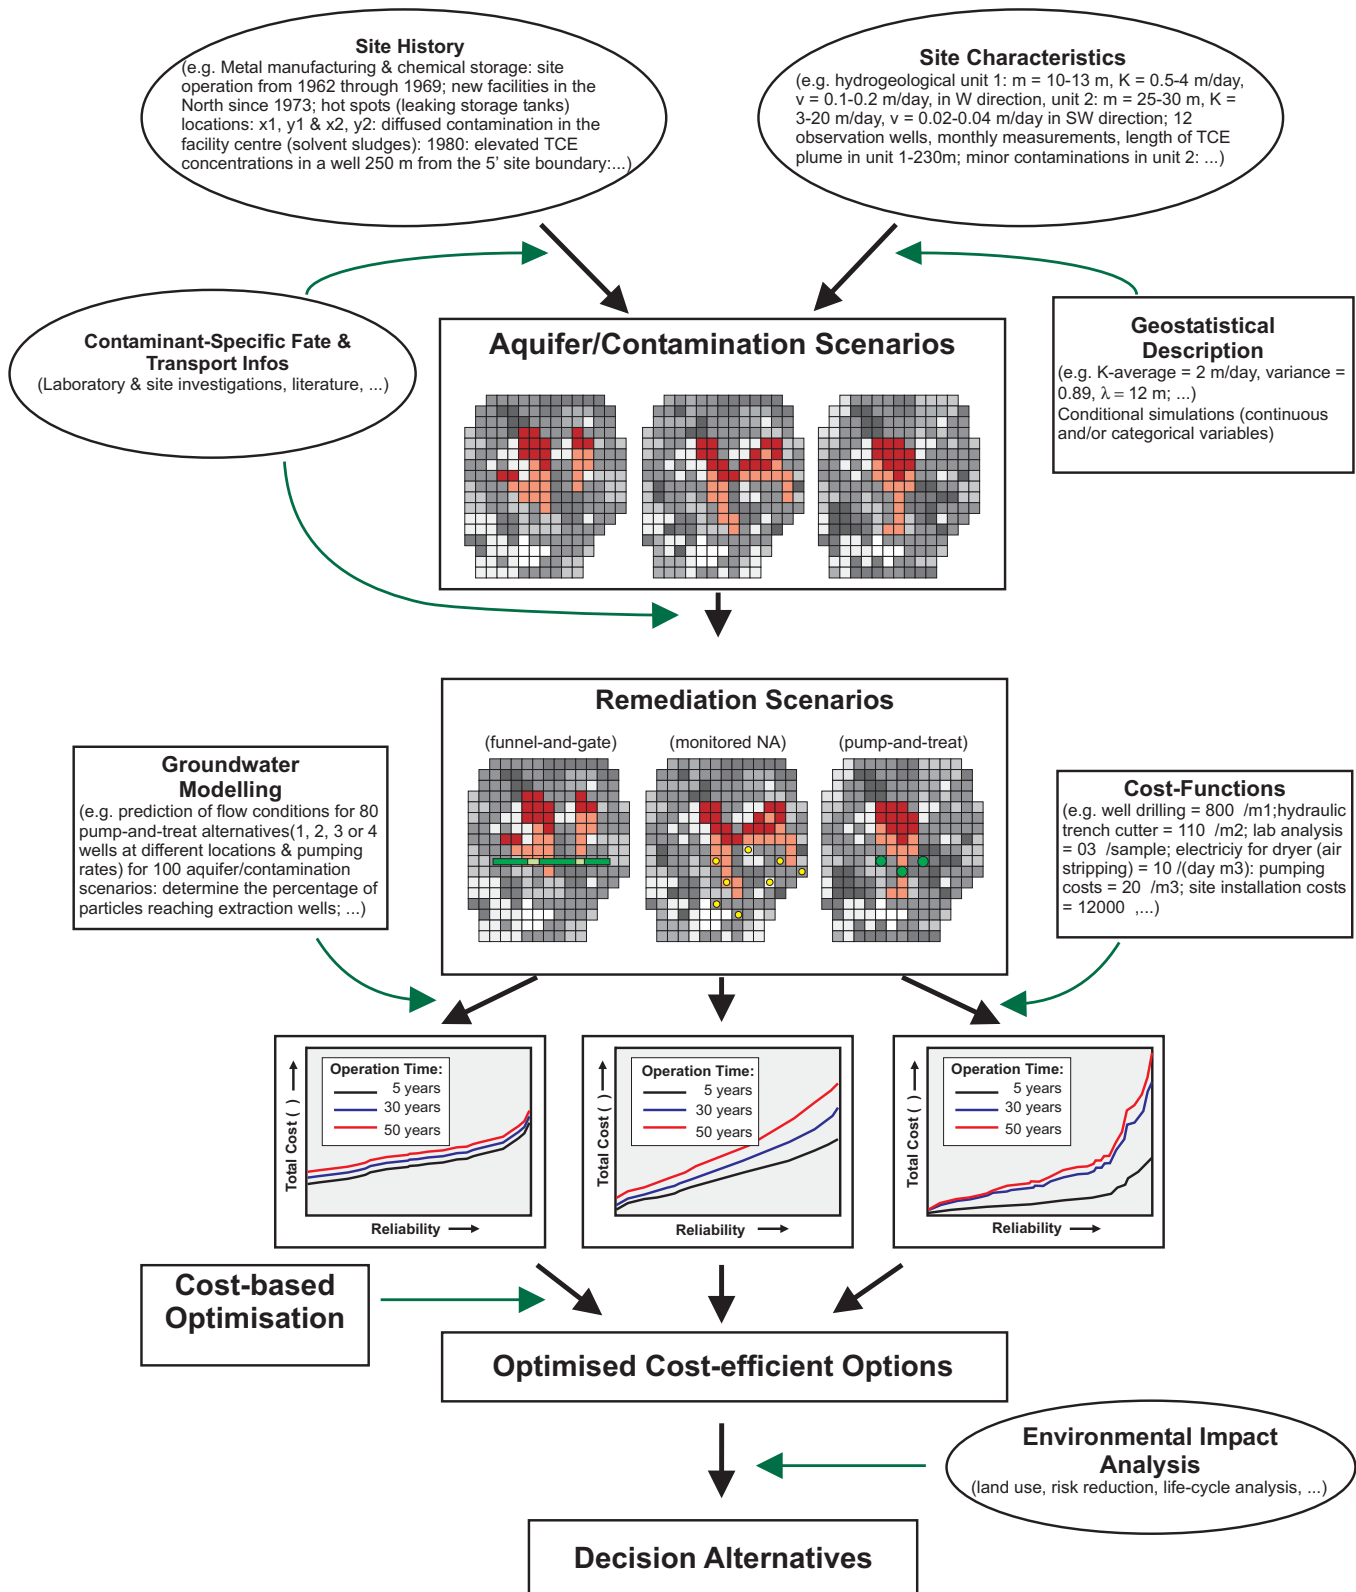 Site History
(e.g. Metal manufacturing & chemical storage: site
operation from 1962 through 1969; new facilities in the
North since 1973; hot spots (leaking storage tanks)
locations: x1, y1 & x2, y2: diffused contamination in the
facility centre (solvent sludges): 1980: elevated TCE
concentrations in a well 250 m from the 5' site boundary:...)
Site Characteristics
(e.g. hydrogeological unit 1: m = 10-13 m, K = 0.5-4 m/day,
v = 0.1-0.2 m/day, in W direction, unit 2: m = 25-30 m, K =
3-20 m/day, v = 0.02-0.04 m/day in SW direction; 12
observation wells, monthly measurements, length of TCE
plume in unit 1-230m; minor contaminations in unit 2: ...)
Contaminant-Specific Fate &
Transport Infos
(Laboratory & site investigations, literature, ...)
Aquifer/Contamination Scenarios
Geostatistical
Description
(e.g. K-average = 2 m/day, variance =
0.89, λ = 12 m; ...)
Conditional simulations (continuous
and/or categorical variables)
Remediation Scenarios
(funnel-and-gate)
(monitored NA)
(pump-and-treat)
Groundwater
Modelling
(e.g. prediction of flow conditions for 80
pump-and-treat alternatives(1, 2, 3 or 4
wells at different locations & pumping
rates) for 100 aquifer/contamination
scenarios: determine the percentage of
particles reaching extraction wells; ...)
Cost-Functions
(e.g. well drilling = 800 /m1;hydraulic
trench cutter = 110 /m2; lab analysis
= 03 /sample; electriciy for dryer (air
stripping) = 10 /(day m3): pumping
costs = 20 /m3; site installation costs
= 12000 ,...)
Total Cost ( )
Operation Time:
5 years
30 years
50 years
Reliability
Total Cost ( )
Operation Time:
5 years
30 years
50 years
Reliability
Total Cost ( )
Operation Time:
5 years
30 years
50 years
Reliability
Cost-based
Optimisation
Optimised Cost-efficient Options
Environmental Impact
Analysis
(land use, risk reduction, life-cycle analysis, ...)
Decision Alternatives